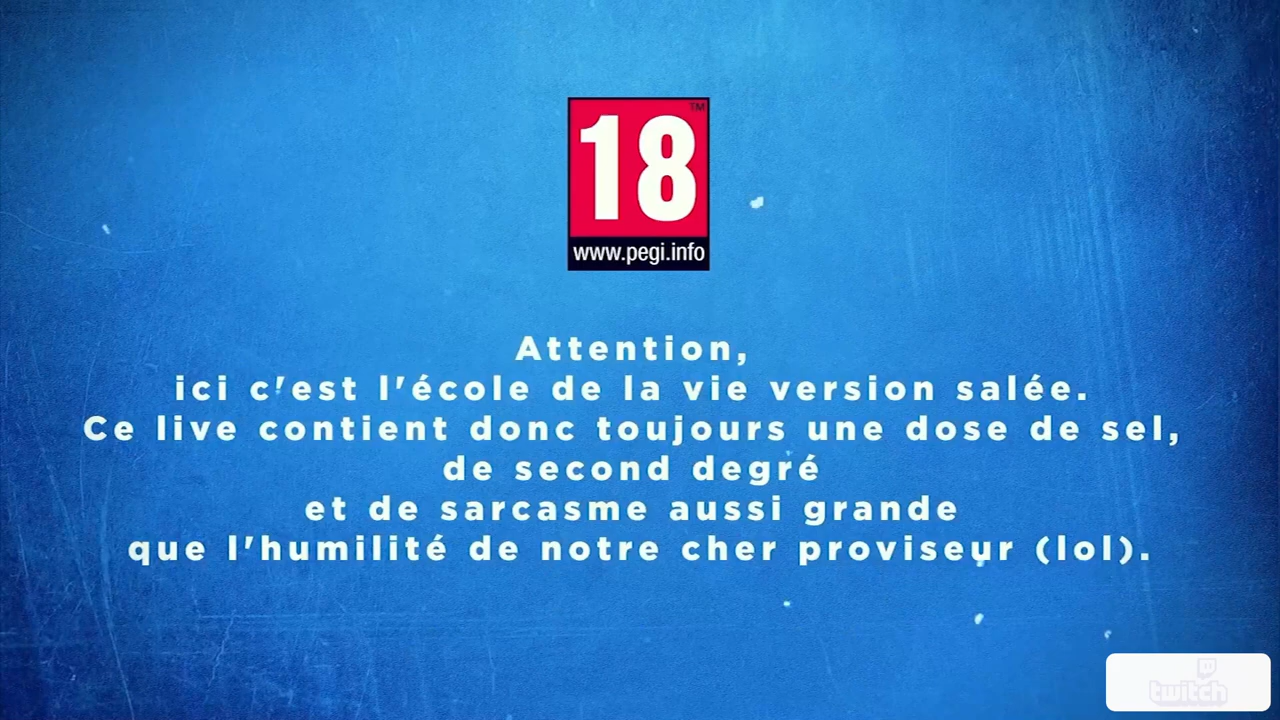 18
TM
www.pegi.info
Attention,
ici c'est l'école de la vie version salée.
Ce live contient donc toujours une dose de sel,
de second degré
et de sarcasme aussi grande
que l'humilité de notre cher proviseur (lol).
twitch